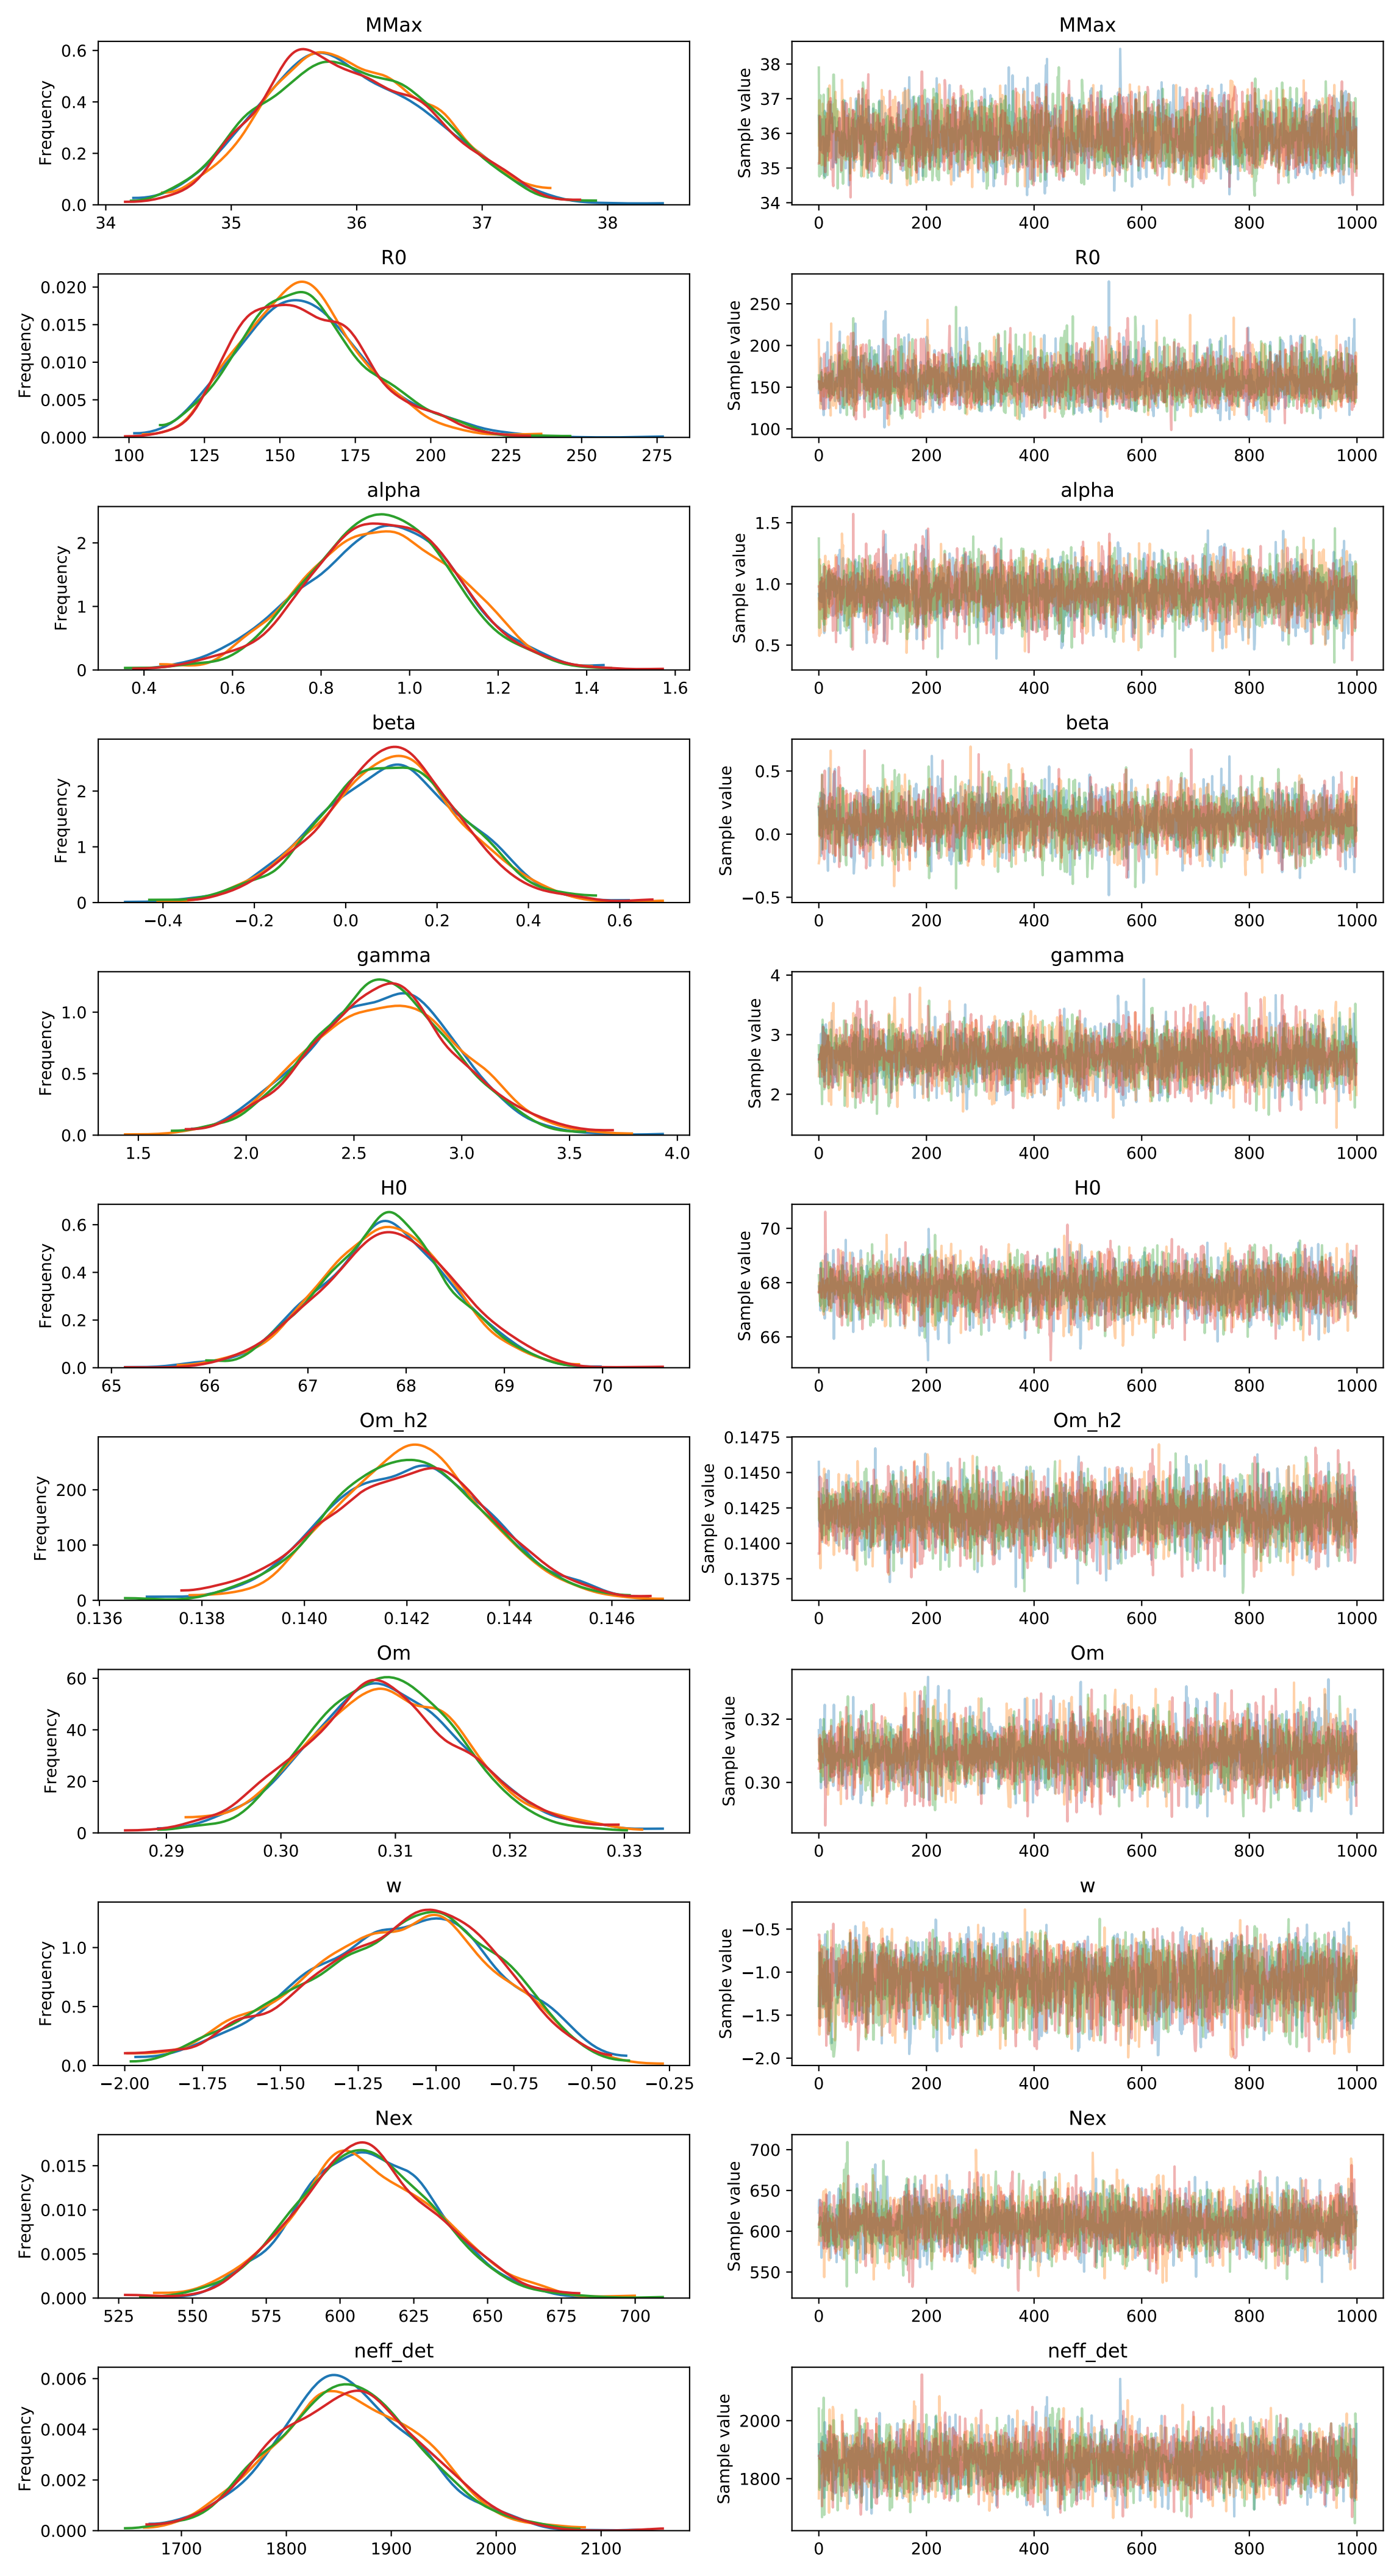 MMax
MMax
Frequency
0.6
0.4
0.2
0.0
34 35 36 37 38
Sample value
38
37
36
35
34
0 200 400 600 800 1000
R0
R0
Frequency
0.020
0.015
0.010
0.005
0.000
100 125 150 175 200 225 250 275
Sample value
250
200
150
100
0 200 400 600 800 1000
alpha
alpha
Frequency
2
1
0
0.4 0.6 0.8 1.0 1.2 1.4 1.6
Sample value
1.5
1.0
0.5
0 200 400 600 800 1000
beta
beta
Frequency
2
1
0
−0.4 −0.2 0.0 0.2 0.4 0.6
Sample value
0.5
0.0
−0.5
0 200 400 600 800 1000
gamma
gamma
Frequency
1.0
0.5
0.0
1.5 2.0 2.5 3.0 3.5 4.0
Sample value
4
3
2
0 200 400 600 800 1000
H0
H0
Frequency
0.6
0.4
0.2
0.0
65 66 67 68 69 70
Sample value
70
68
66
0 200 400 600 800 1000
Om_h2
Om_h2
Frequency
200
100
0
0.136 0.138 0.140 0.142 0.144 0.146
Sample value
0.1475
0.1450
0.1425
0.1400
0.1375
0 200 400 600 800 1000
Om
Om
Frequency
60
40
20
0
0.29 0.30 0.31 0.32 0.33
Sample value
0.32
0.30
0 200 400 600 800 1000
w
w
Frequency
1.0
0.5
0.0
−2.00 −1.75 −1.50 −1.25 −1.00 −0.75 −0.50 −0.25
Sample value
−0.5
−1.0
−1.5
−2.0
0 200 400 600 800 1000
Nex
Nex
Frequency
0.015
0.010
0.005
0.000
525 550 575 600 625 650 675 700
Sample value
700
650
600
550
0 200 400 600 800 1000
neff_det
neff_det
Frequency
0.006
0.004
0.002
0.000
1700 1800 1900 2000 2100
Sample value
2000
1800
0 200 400 600 800 1000